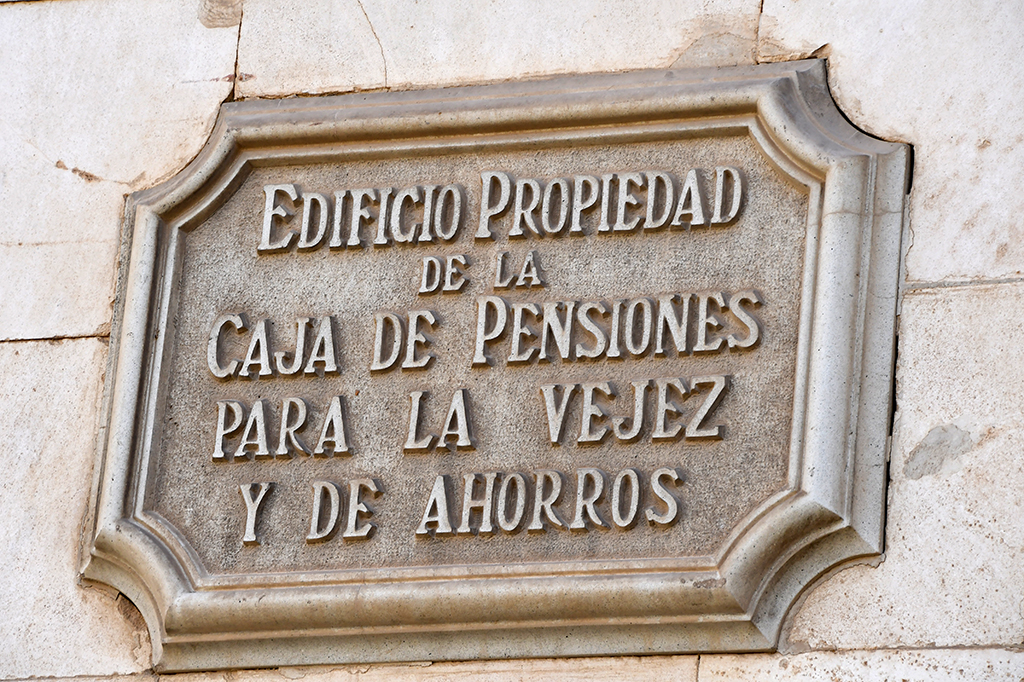 EDIFICIO PROPIEDAD
DE LA
CAJA DE PENSIONES
PARA LA VEJEZ
Y DE AHORROS